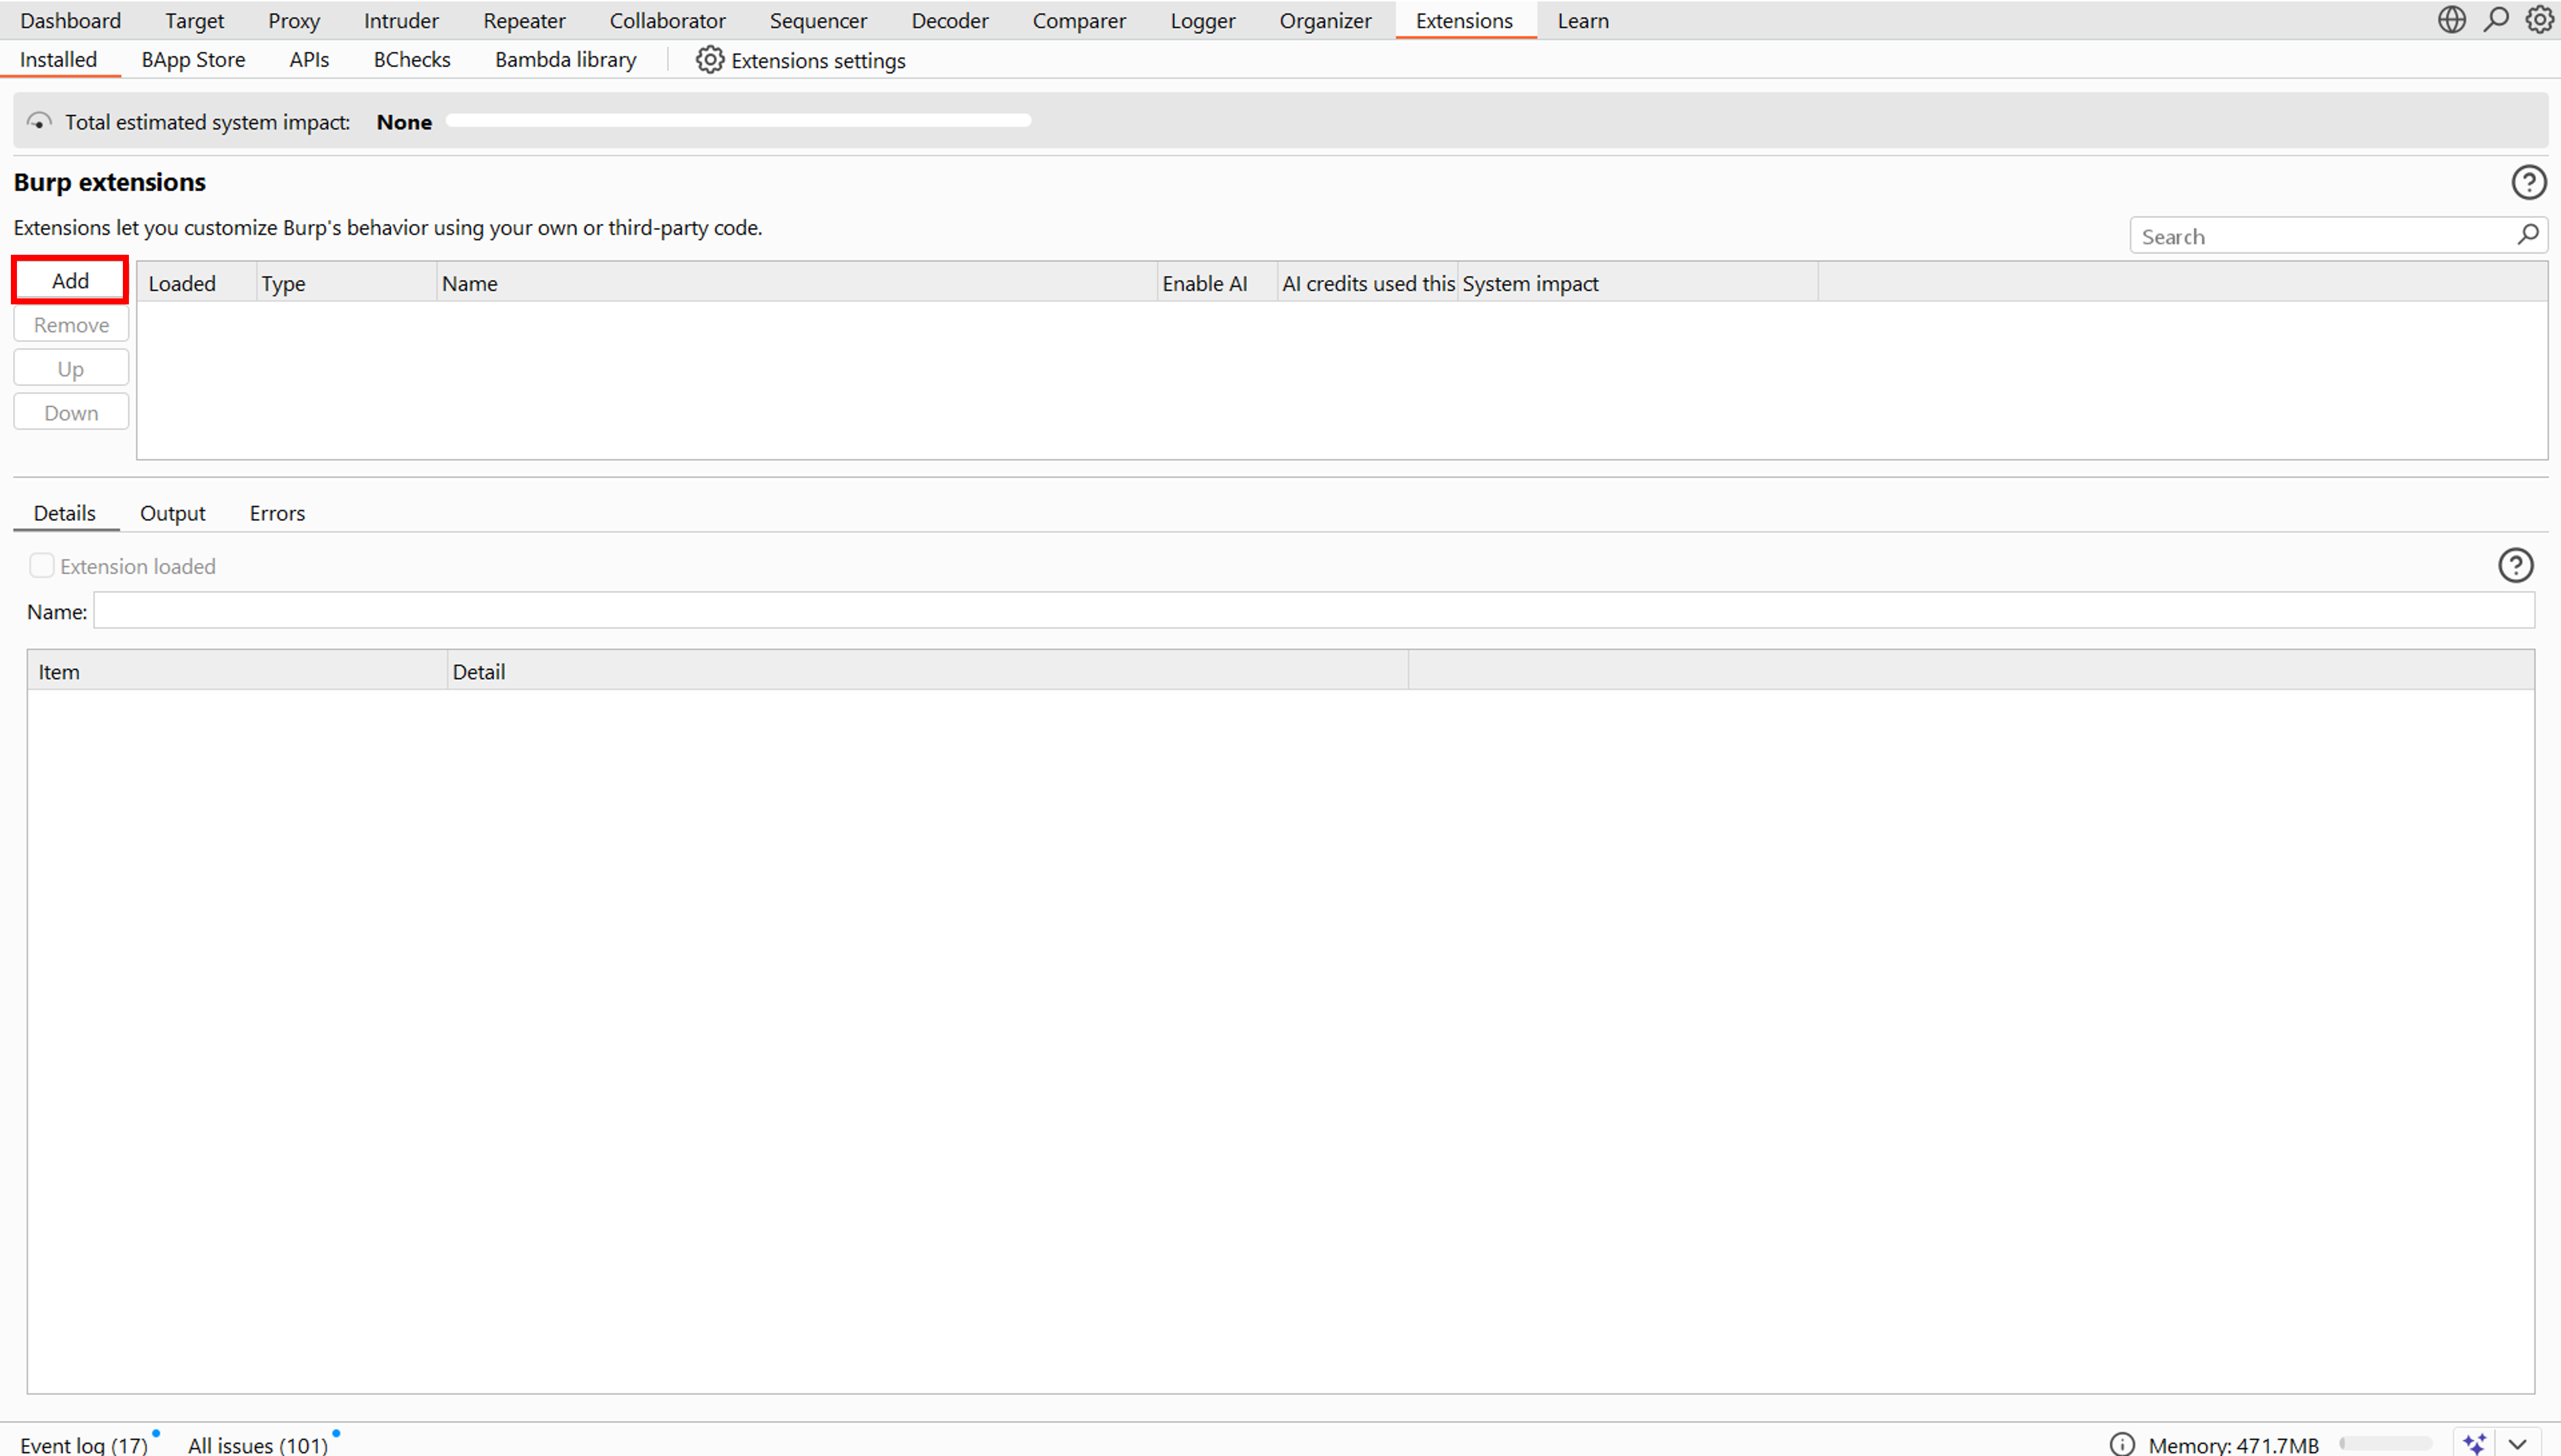 Dashboard Target Proxy Intruder Repeater Collaborator Sequencer Decoder Comparer Logger Organizer Extensions Learn
Installed BApp Store APIs BChecks Bambda library Extensions settings
Total estimated system impact: None
Burp extensions
Extensions let you customize Burp's behavior using your own or third-party code.
Search
Add
Loaded Type Name Enable AI AI credits used this System impact
Remove
Up
Down
Details Output Errors
Extension loaded
Name:
Item Detail
Event log (17) All issues (101) Memory: 471.7MB